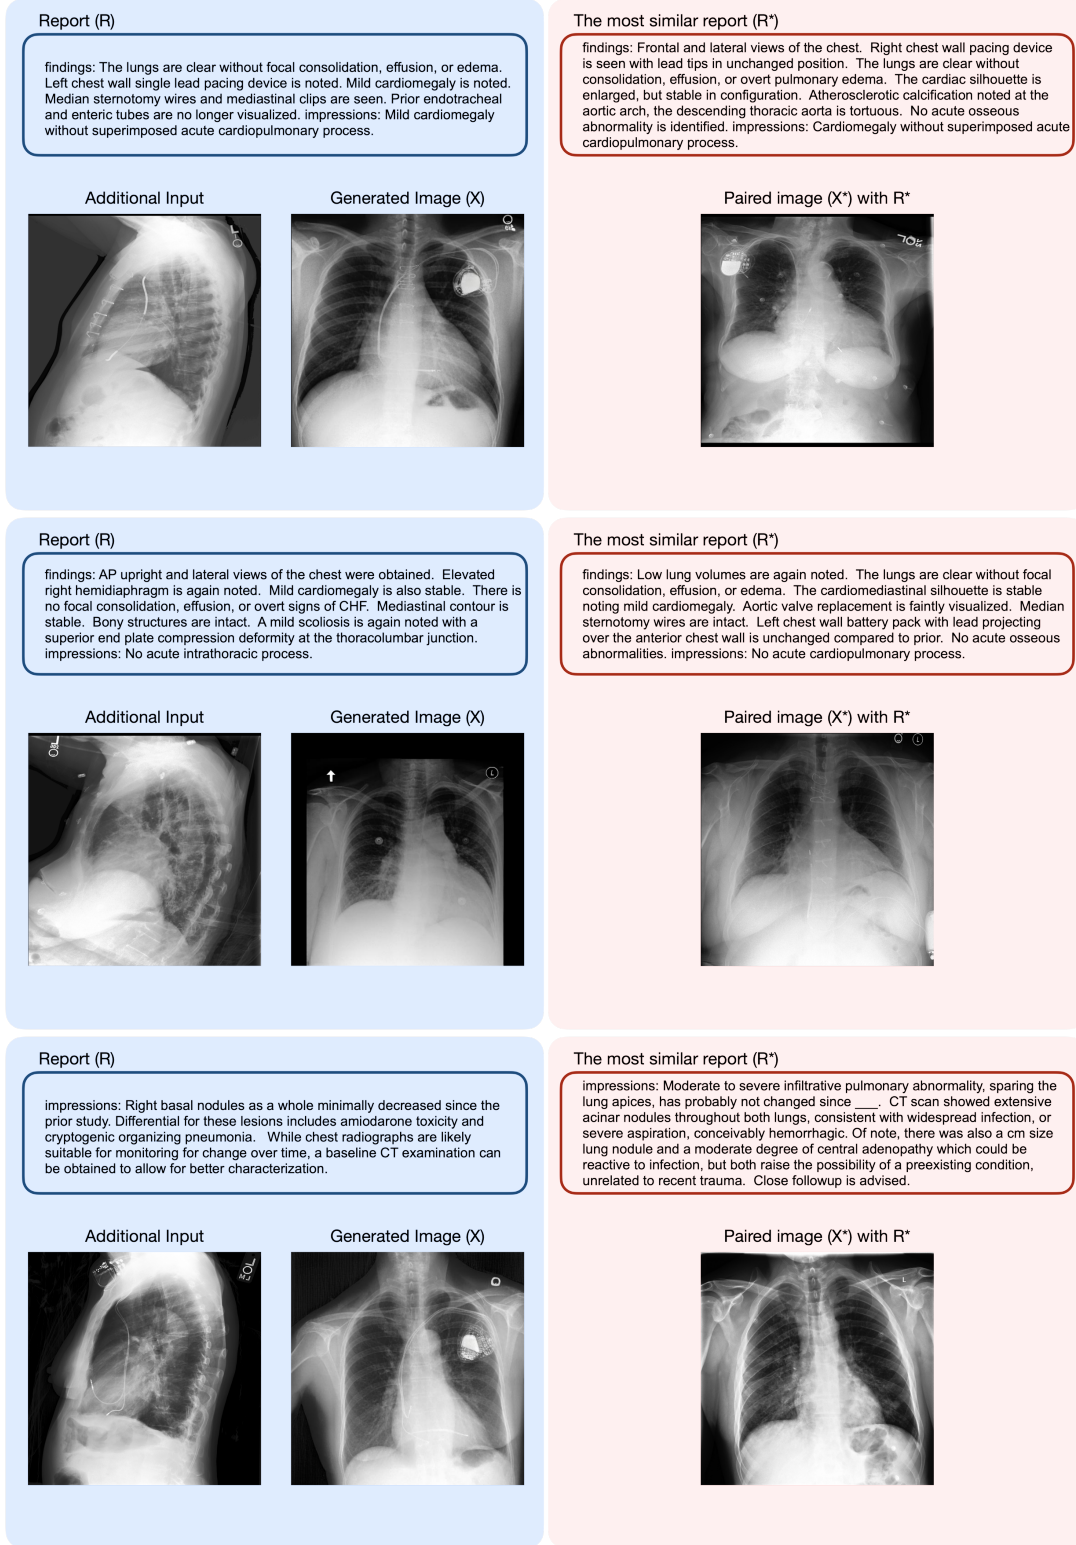 Report (R)
findings: The lungs are clear without focal consolidation, effusion, or edema.
Left chest wall single lead pacing device is noted. Mild cardiomegaly is noted.
Median sternotomy wires and mediastinal clips are seen. Prior endotracheal
and enteric tubes are no longer visualized. impressions: Mild cardiomegaly
without superimposed acute cardiopulmonary process.
Additional Input
Generated Image (X)
The most similar report (R*)
findings: Frontal and lateral views of the chest. Right chest wall pacing device
is seen with lead tips in unchanged position. The lungs are clear without
consolidation, effusion, or overt pulmonary edema. The cardiac silhouette is
enlarged, but stable in configuration. Atherosclerotic calcification noted at the
aortic arch, the descending thoracic aorta is tortuous. No acute osseous
abnormality is identified. impressions: Cardiomegaly without superimposed acute
cardiopulmonary process.
Paired image (X*) with R*
Report (R)
findings: AP upright and lateral views of the chest were obtained. Elevated
right hemidiaphragm is again noted. Mild cardiomegaly is also stable. There is
no focal consolidation, effusion, or overt signs of CHF. Mediastinal contour is
stable. Bony structures are intact. A mild scoliosis is again noted with a
superior end plate compression deformity at the thoracolumbar junction.
impressions: No acute intrathoracic process.
Additional Input
Generated Image (X)
L
The most similar report (R*)
findings: Low lung volumes are again noted. The lungs are clear without focal
consolidation, effusion, or edema. The cardiomediastinal silhouette is stable
noting mild cardiomegaly. Aortic valve replacement is faintly visualized. Median
sternotomy wires are intact. Left chest wall battery pack with lead projecting
over the anterior chest wall is unchanged compared to prior. No acute osseous
abnormalities. impressions: No acute cardiopulmonary process.
Paired image (X*) with R*
L
Report (R)
impressions: Right basal nodules as a whole minimally decreased since the
prior study. Differential for these lesions includes amiodarone toxicity and
cryptogenic organizing pneumonia. While chest radiographs are likely
suitable for monitoring for change over time, a baseline CT examination can
be obtained to allow for better characterization.
Additional Input
Generated Image (X)
The most similar report (R*)
impressions: Moderate to severe infiltrative pulmonary abnormality, sparing the
lung apices, has probably not changed since ___. CT scan showed extensive
acinar nodules throughout both lungs, consistent with widespread infection, or
severe aspiration, conceivably hemorrhagic. Of note, there was also a cm size
lung nodule and a moderate degree of central adenopathy which could be
reactive to infection, but both raise the possibility of a preexisting condition,
unrelated to recent trauma. Close followup is advised.
Paired image (X*) with R*
L